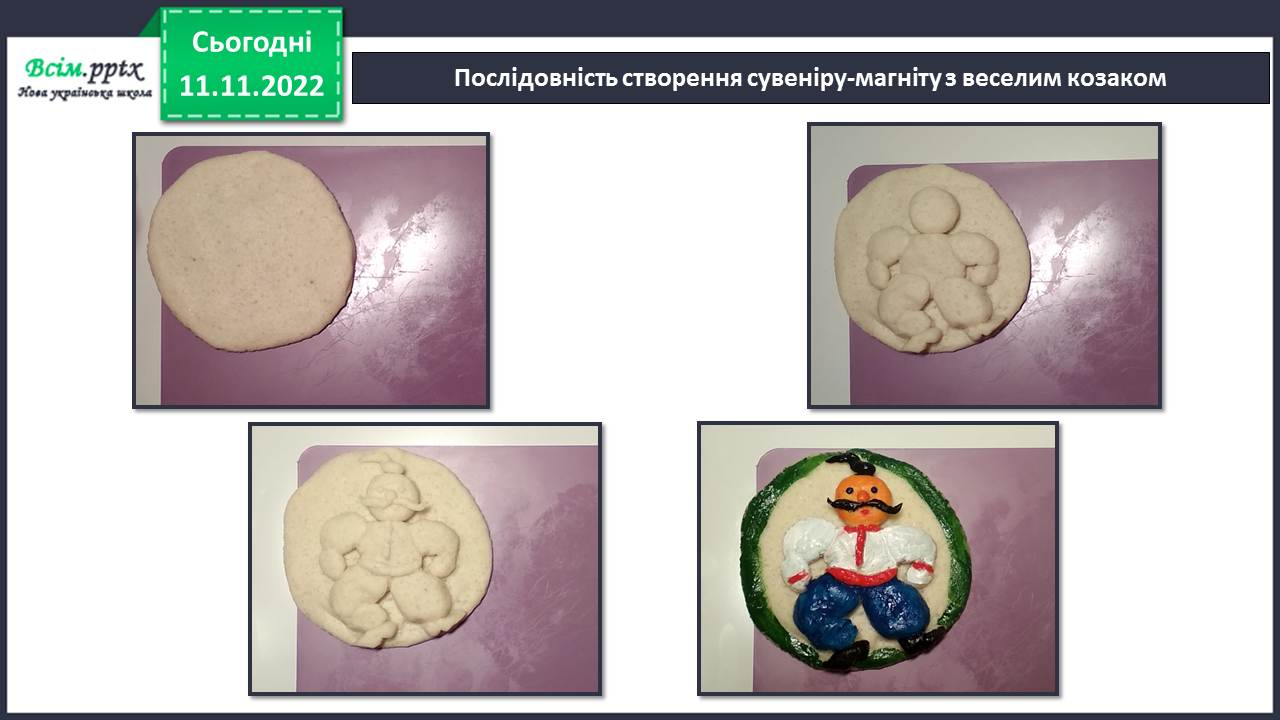 Всім.pptx
Нова українська школа
Сьогодні
11.11.2022
Послідовність створення сувеніру-магніту з веселим козаком